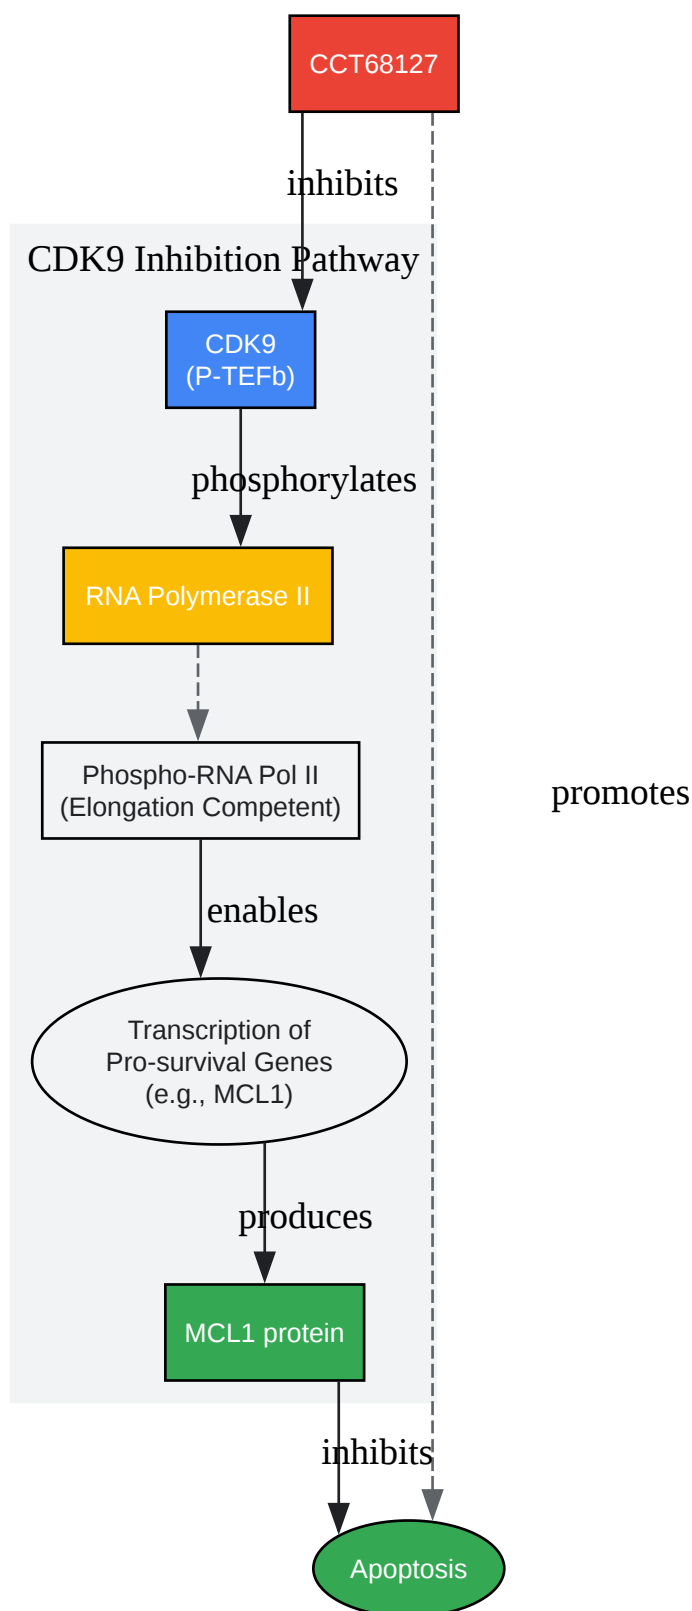 CCT68127
inhibits
CDK9 Inhibition Pathway
CDK9
(P-TEFb)
phosphorylates
RNA Polymerase II
Phospho-RNA Pol II
(Elongation Competent)
promotes
enables
Transcription of
Pro-survival Genes
(e.g., MCL1)
produces
MCL1 protein
inhibits
Apoptosis